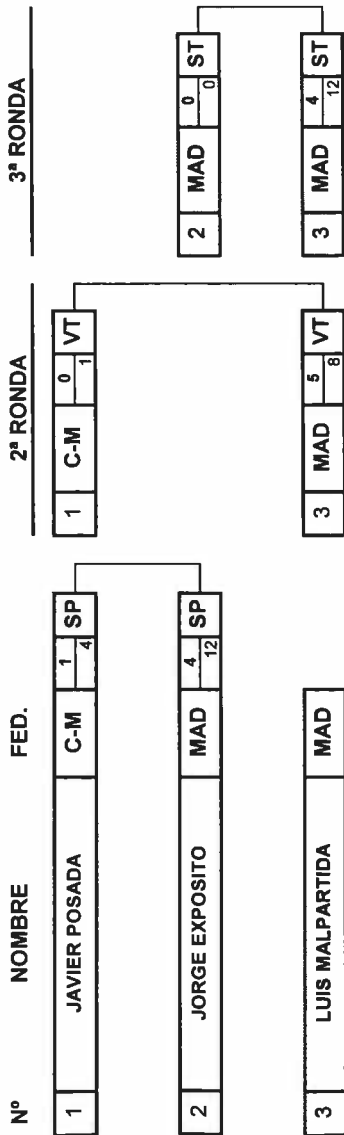 Nº NOMBRE FED. 2ª RONDA 3ª RONDA
1 JAVIER POSADA C-M 1 4 SP 1 C-M 0 1 VT
2 JORGE EXPOSITO MAD 4 12 SP 2 MAD 0 0 ST
3 LUIS MALPARTIDA MAD 3 MAD 5 8 VT 3 MAD 4 12 ST